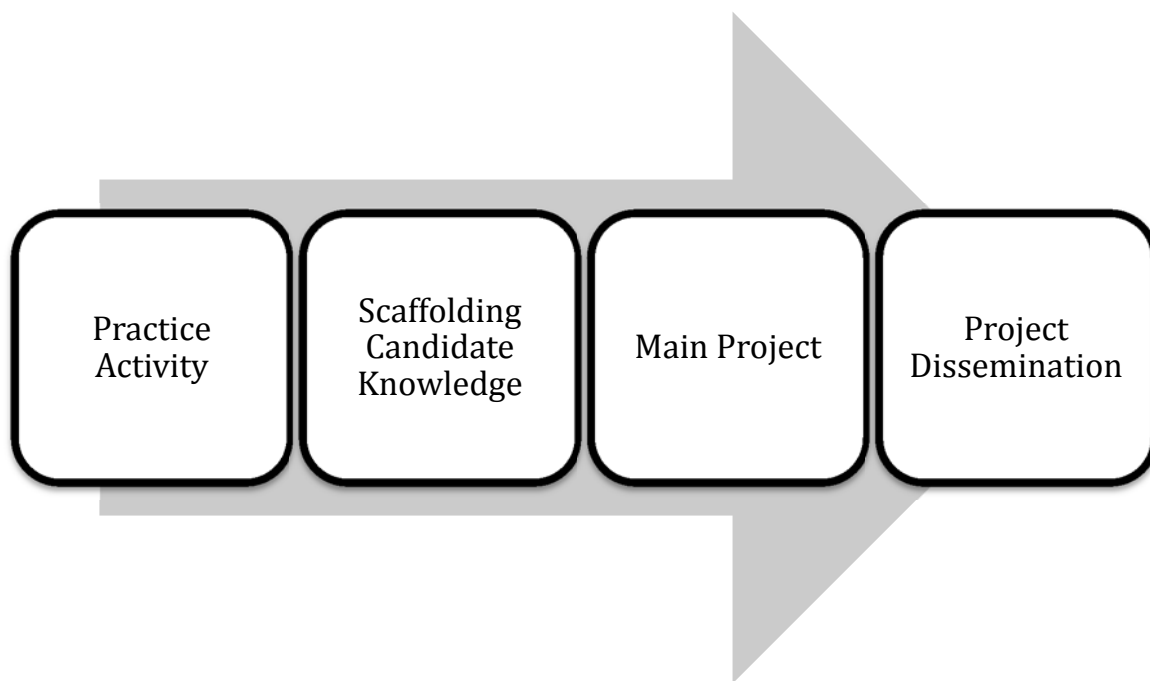 Practice
Activity
Scaffolding
Candidate
Knowledge
Main Project
Project
Dissemination